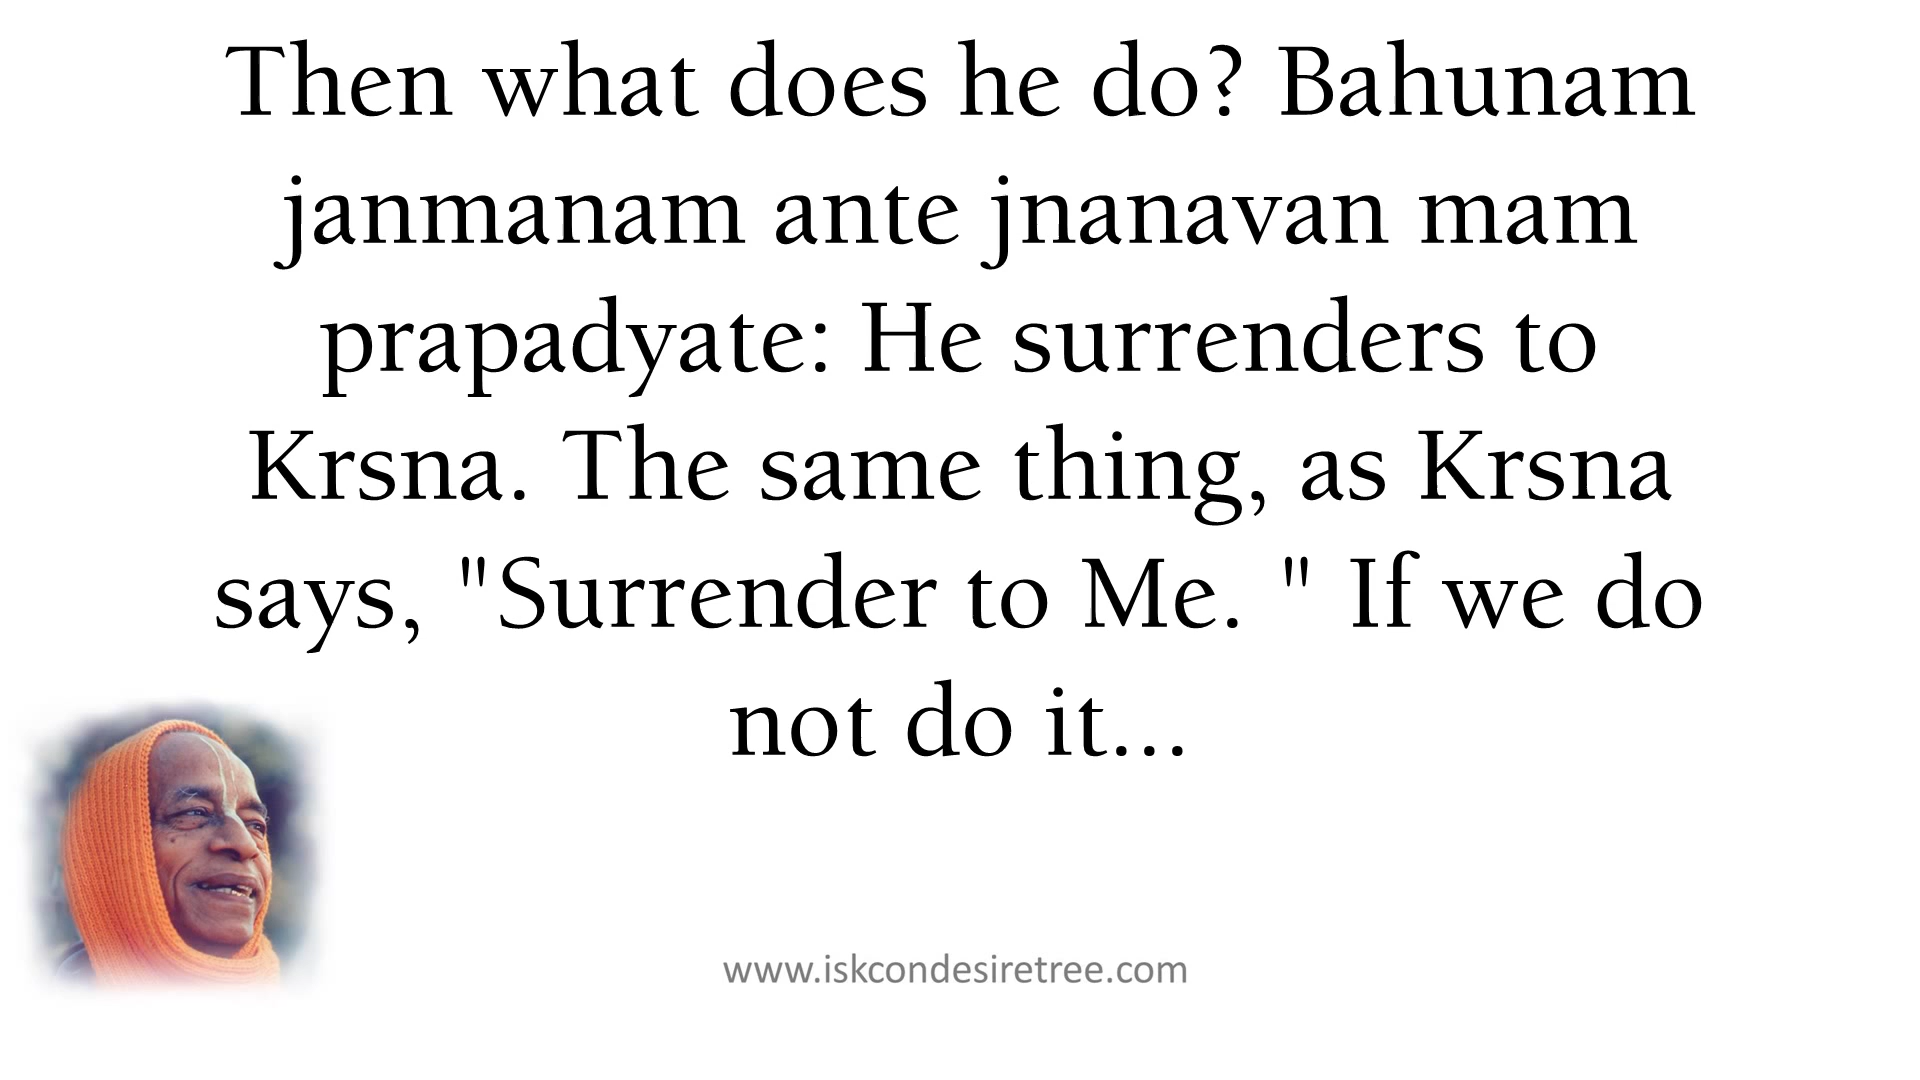 Then what does he do? Bahunam
janmanam ante jnanavan mam
prapadyate: He surrenders to
Krsna. The same thing, as Krsna
says, "Surrender to Me. " If we do
not do it...
www.iskcondesiretree.com